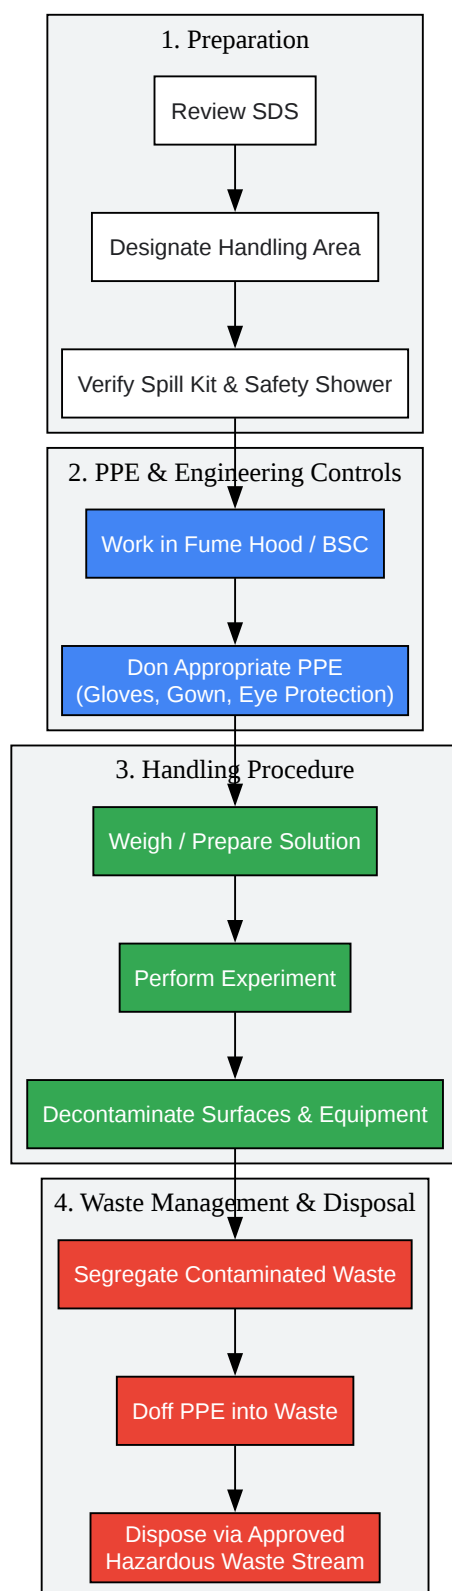 1. Preparation
Review SDS
Designate Handling Area
Verify Spill Kit & Safety Shower
2. PPE & Engineering Controls
Work in Fume Hood / BSC
Don Appropriate PPE
(Gloves, Gown, Eye Protection)
3. Handling Procedure
Weigh / Prepare Solution
Perform Experiment
Decontaminate Surfaces & Equipment
4. Waste Management & Disposal
Segregate Contaminated Waste
Doff PPE into Waste
Dispose via Approved
Hazardous Waste Stream